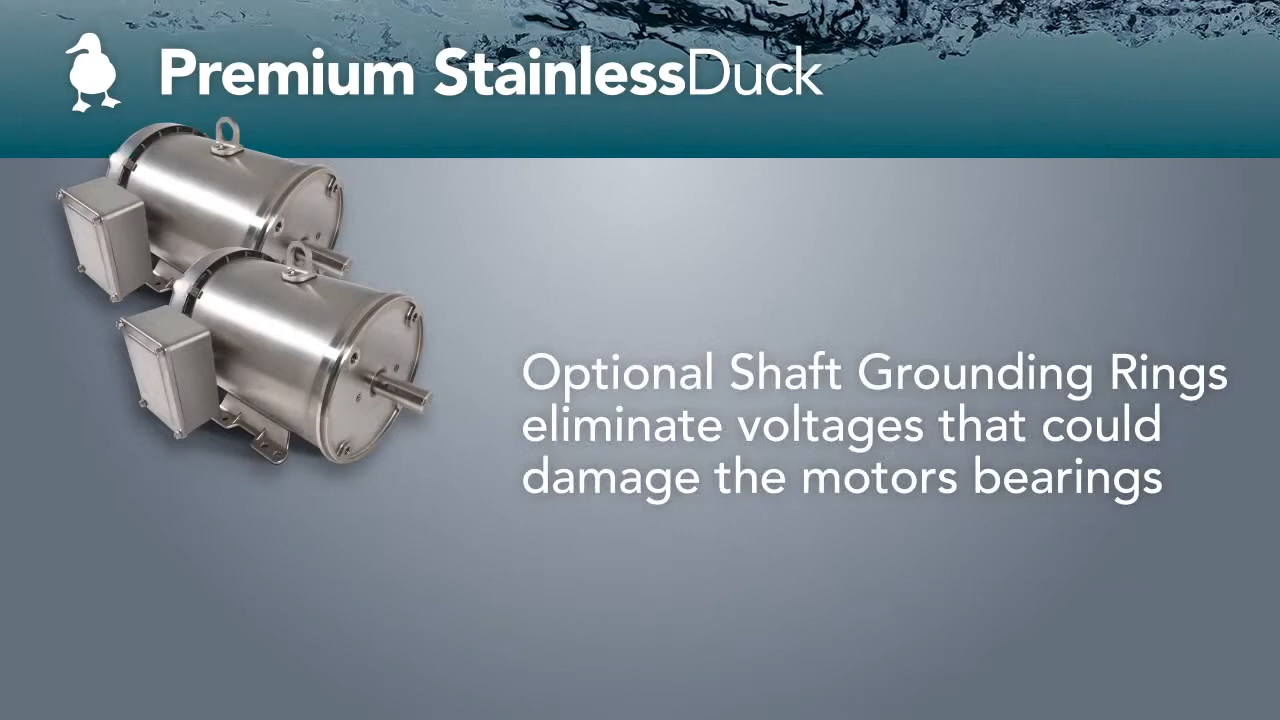 Premium StainlessDuck
Optional Shaft Grounding Rings
eliminate voltages that could
damage the motors bearings